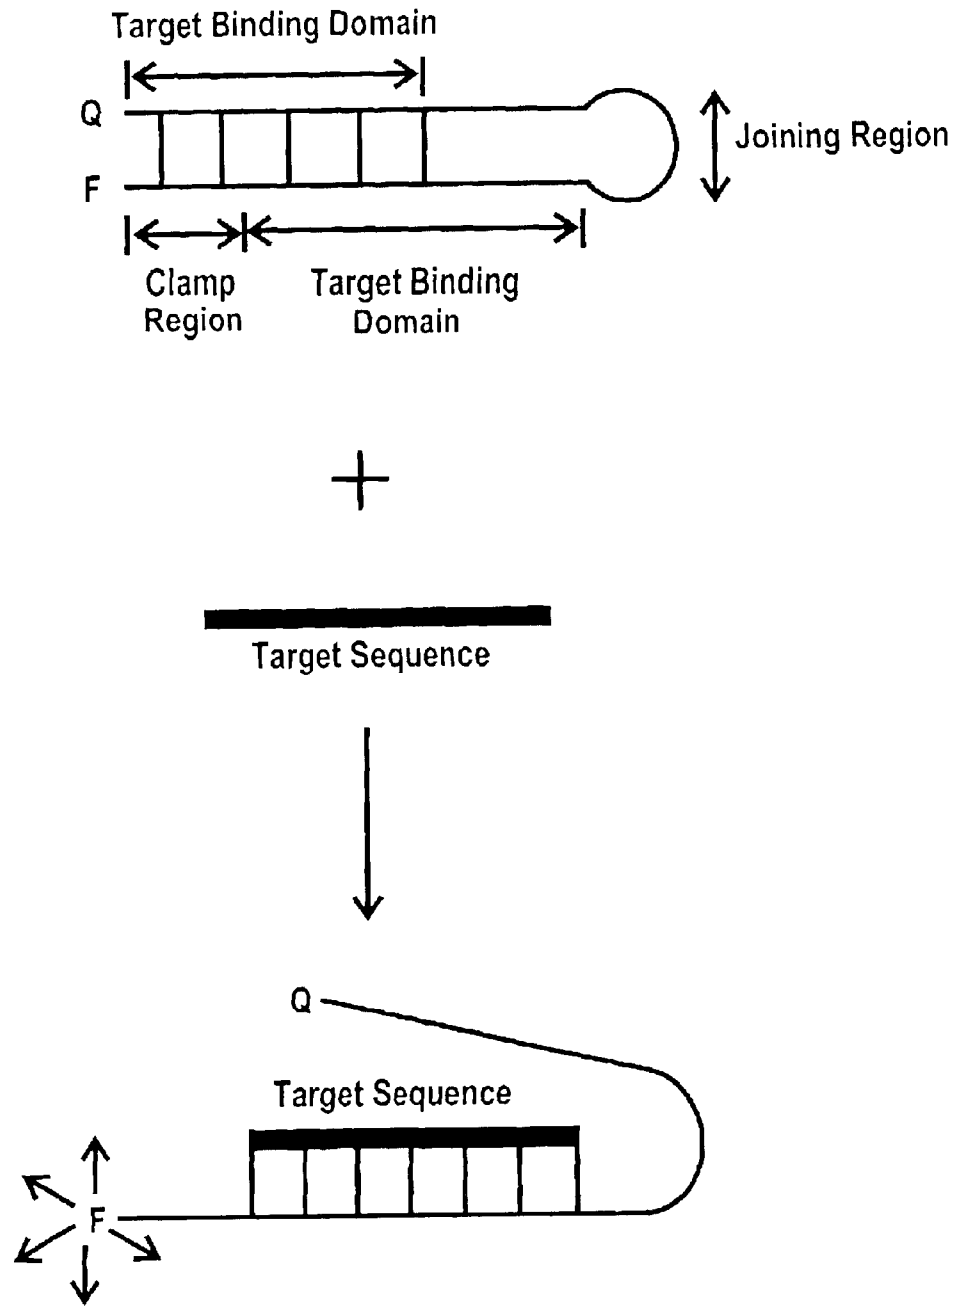 Target Binding Domain
Q
Joining Region
F
Clamp
Region
Target Binding
Domain
+
Target Sequence
Q
Target Sequence
F